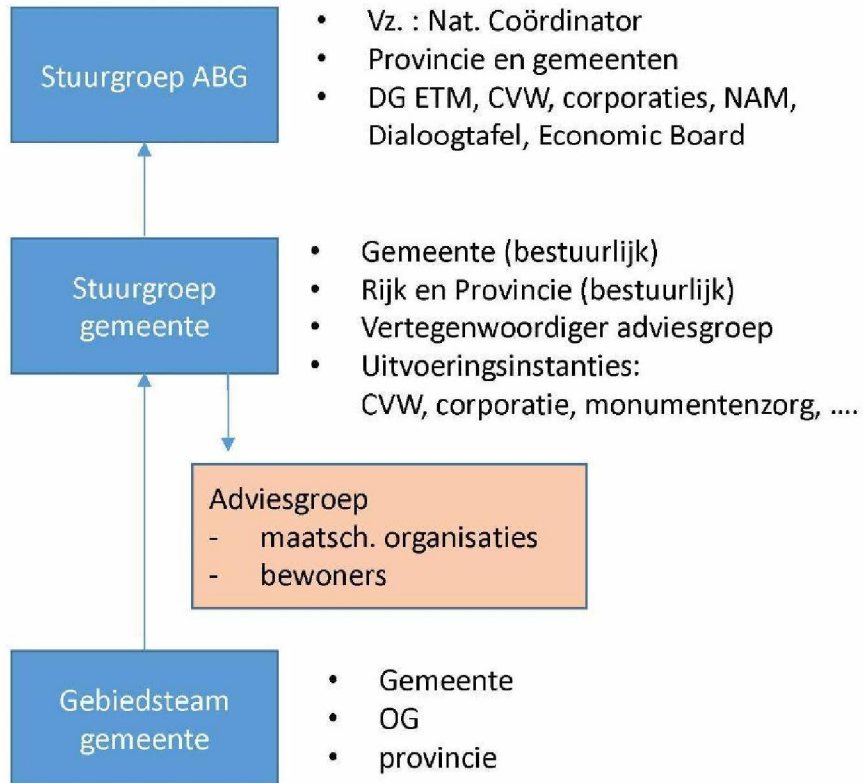 Stuurgroep ABG
• Vz. : Nat. Coördinator
• Provincie en gemeenten
• DG ETM, CVW, corporaties, NAM,
Dialoogtafel, Economic Board
Stuurgroep
gemeente
• Gemeente (bestuurlijk)
• Rijk en Provincie (bestuurlijk)
• Vertegenwoordiger adviesgroep
• Uitvoeringsinstanties:
CVW, corporatie, monumentenzorg, ....
Adviesgroep
- maatsch. organisaties
- bewoners
Gebiedsteam
gemeente
• Gemeente
• OG
• provincie